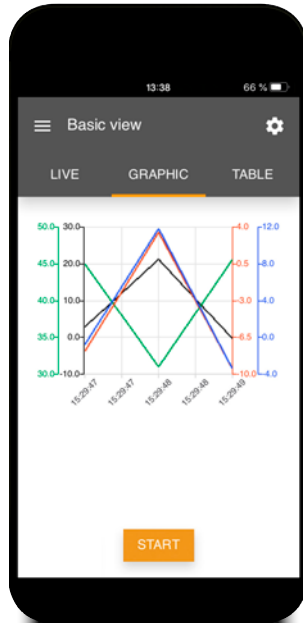 13:38 66 %
Basic view
LIVE GRAPHIC TABLE
50.0 30.0 4.0 12.0
45.0 20.0 -0.5 8.0
40.0 10.0 -3.0 4.0
35.0 0.0 -6.5 0.0
30.0 -10.0 -10.0 -4.0
15:29:47 15:29:47 15:29:48 15:29:48 15:29:49
START